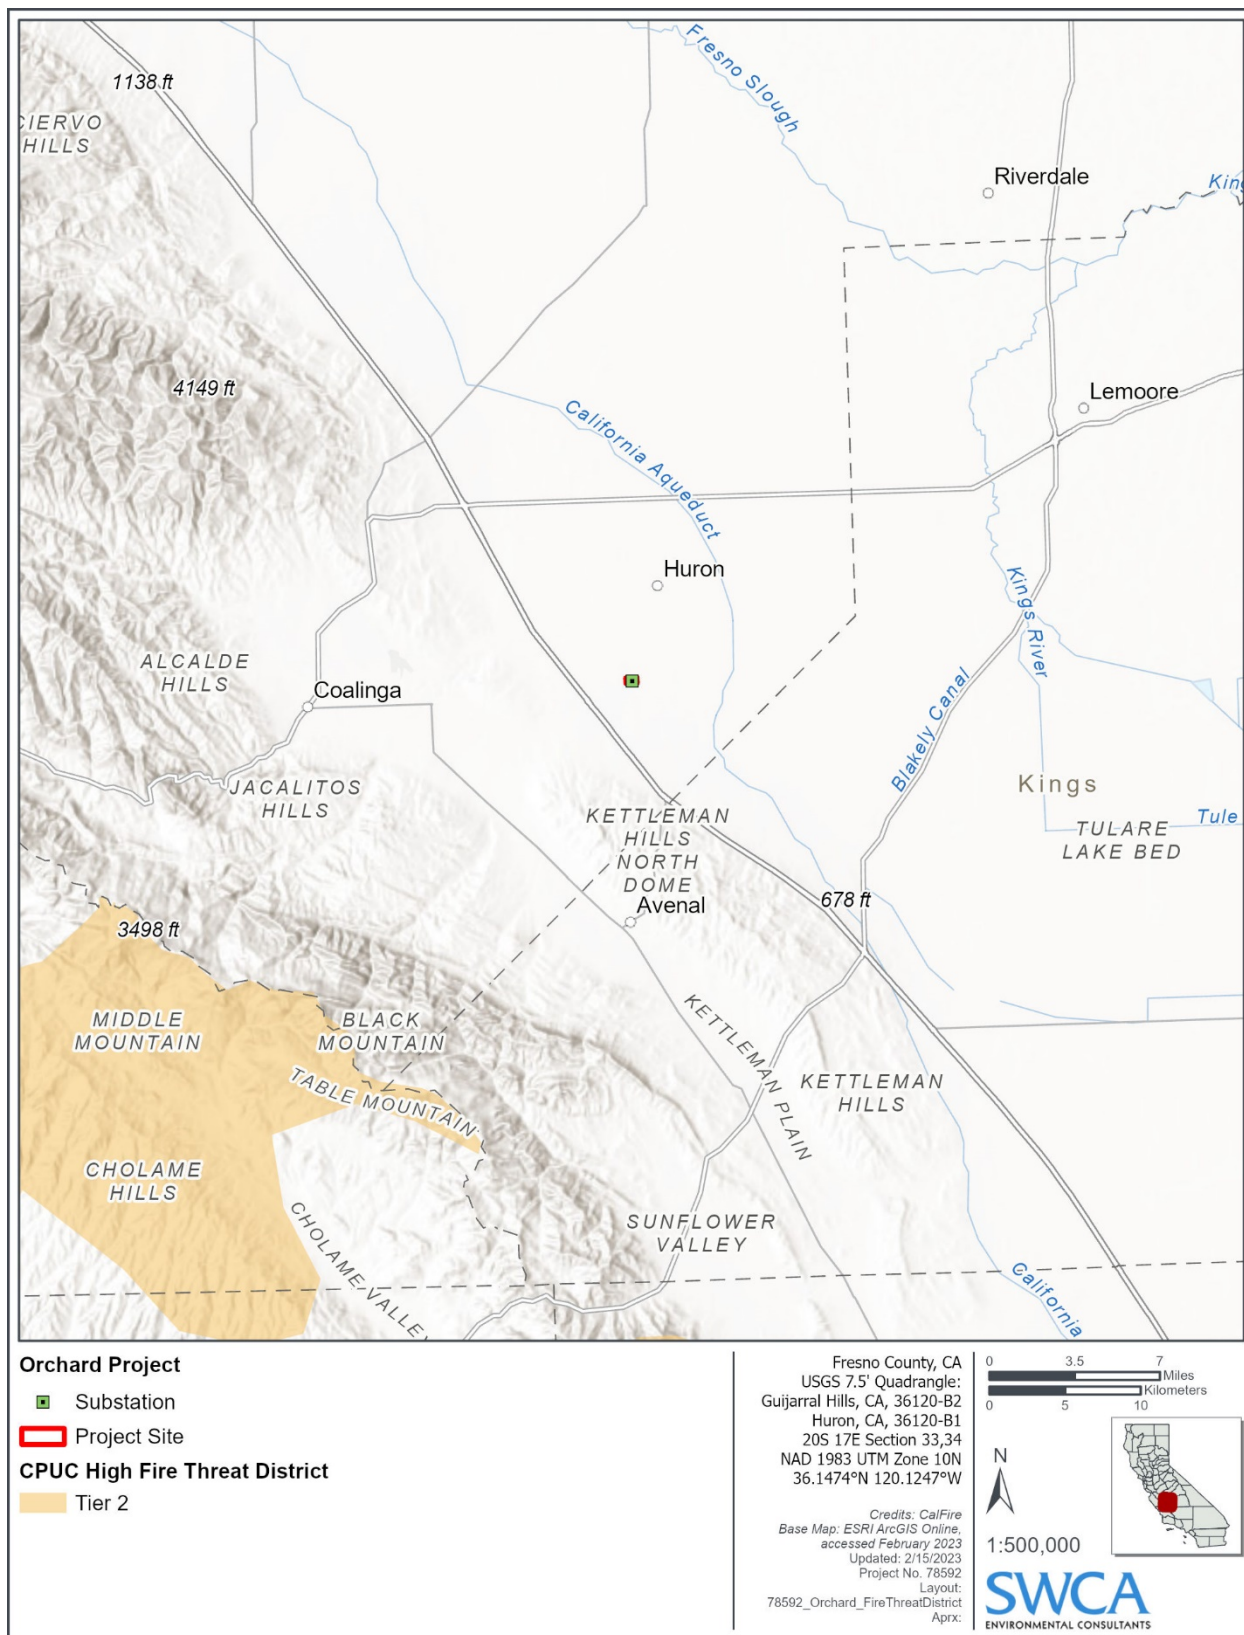 Fresno Slough
1138 ft
CIERVO
HILLS
Riverdale
King
4149 ft
Lemoore
California Aqueduct
Huron
Kings River
ALCALDE
HILLS
Coalinga
Blakely Canal
JACALITOS
HILLS
Kings
KETTLEMAN
HILLS
NORTH
DOME
TULARE
LAKE BED
Tule
678 ft
Avenal
3498 ft
MIDDLE
MOUNTAIN
BLACK
MOUNTAIN
KETTLEMAN PLAIN
TABLE MOUNTAIN
KETTLEMAN
HILLS
CHOLAME
HILLS
CHOLAME VALLEY
SUNFLOWER
VALLEY
California
Orchard Project
Substation
Project Site
CPUC High Fire Threat District
Tier 2
Fresno County, CA
USGS 7.5' Quadrangle:
Guijarral Hills, CA, 36120-B2
Huron, CA, 36120-B1
20S 17E Section 33,34
NAD 1983 UTM Zone 10N
36.1474°N 120.1247°W
Credits: CalFire
Base Map: ESRI ArcGIS Online,
accessed February 2023
Updated: 2/15/2023
Project No. 78592
Layout:
78592_Orchard_FireThreatDistrict
Aprx:
0 3.5 7
Miles
Kilometers
0 5 10
N
1:500,000
SWCA
ENVIRONMENTAL CONSULTANTS